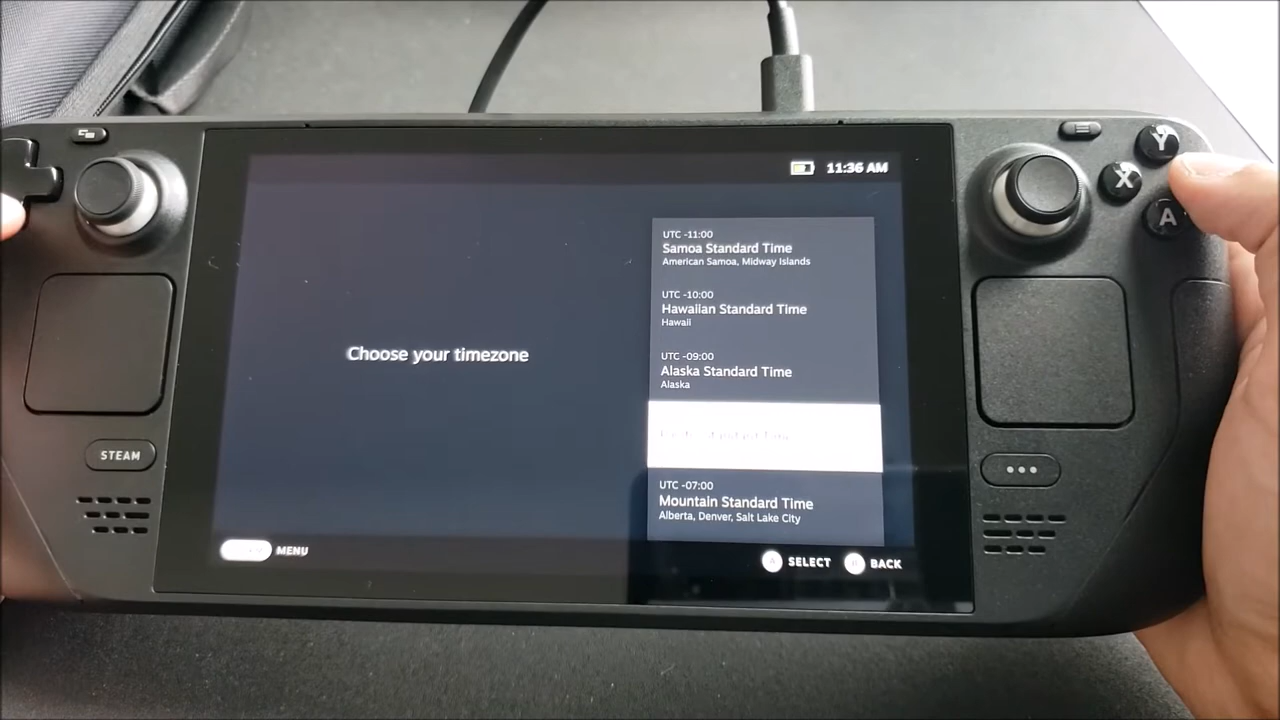 11:36 AM
UTC -11:00
Samoa Standard Time
American Samoa, Midway Islands
UTC -10:00
Hawaiian Standard Time
Hawaii
UTC -09:00
Alaska Standard Time
Alaska
Choose your timezone
Standard Time
UTC -07:00
Mountain Standard Time
Alberta, Denver, Salt Lake City
MENU
SELECT
BACK
STEAM
Y
X
A